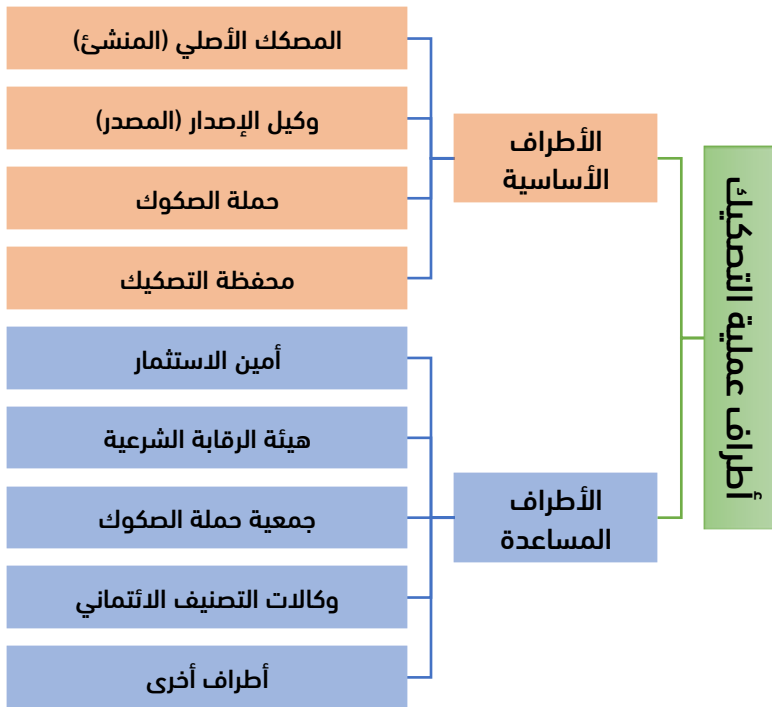 أطراف عملية التصكيك
الأطراف
الأساسية
المصكك الأصلي (المنشئ)
وكيل الإصدار (المصدر)
حملة الصكوك
محفظة التصكيك
الأطراف
المساعدة
أمين الاستثمار
هيئة الرقابة الشرعية
جمعية حملة الصكوك
وكالات التصنيف الائتماني
أطراف أخرى